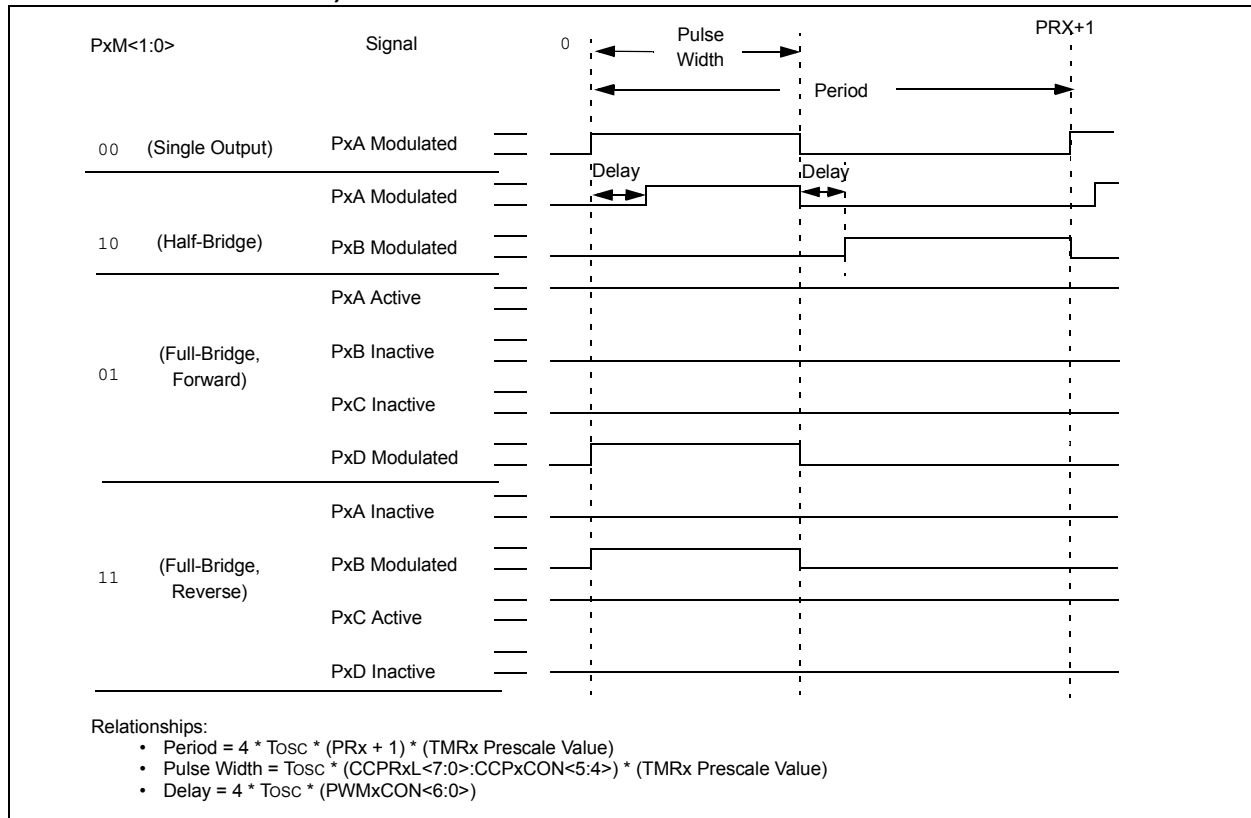 PxM<1:0> Signal 0 Pulse Width PRX+1
Period
00 (Single Output) PxA Modulated
Delay Delay
PxA Modulated
10 (Half-Bridge) PxB Modulated
PxA Active
(Full-Bridge, PxB Inactive
01 Forward)
PxC Inactive
PxD Modulated
PxA Inactive
(Full-Bridge, PxB Modulated
11 Reverse)
PxC Active
PxD Inactive
Relationships:
• Period = 4 * TOSC * (PRx + 1) * (TMRx Prescale Value)
• Pulse Width = TOSC * (CCPRxL<7:0>:CCPxCON<5:4>) * (TMRx Prescale Value)
• Delay = 4 * TOSC * (PWMxCON<6:0>)